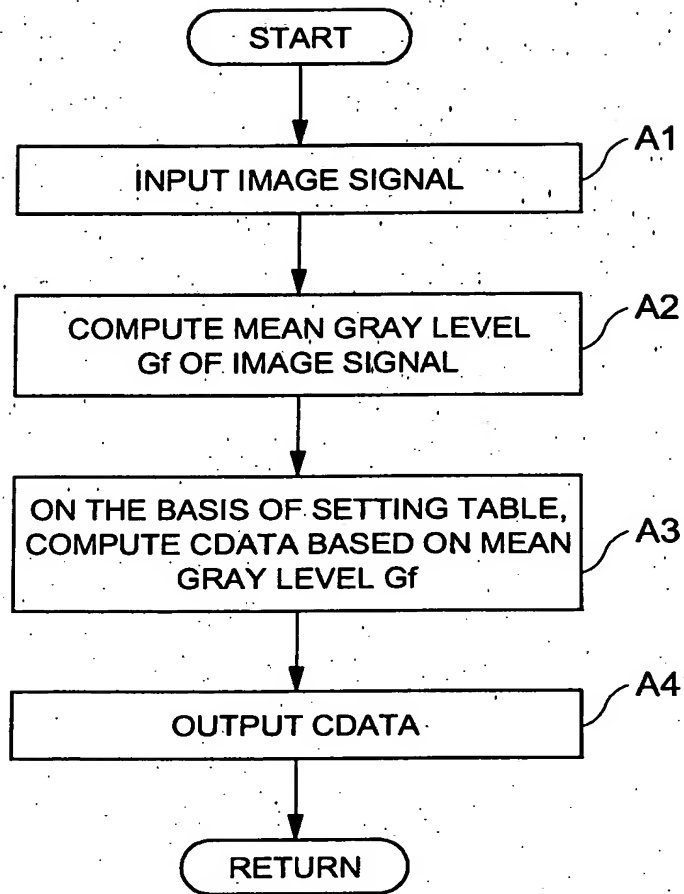 START
A1
INPUT IMAGE SIGNAL
A2
COMPUTE MEAN GRAY LEVEL
Gf OF IMAGE SIGNAL
A3
ON THE BASIS OF SETTING TABLE,
COMPUTE CDATA BASED ON MEAN
GRAY LEVEL Gf
A4
OUTPUT CDATA
RETURN